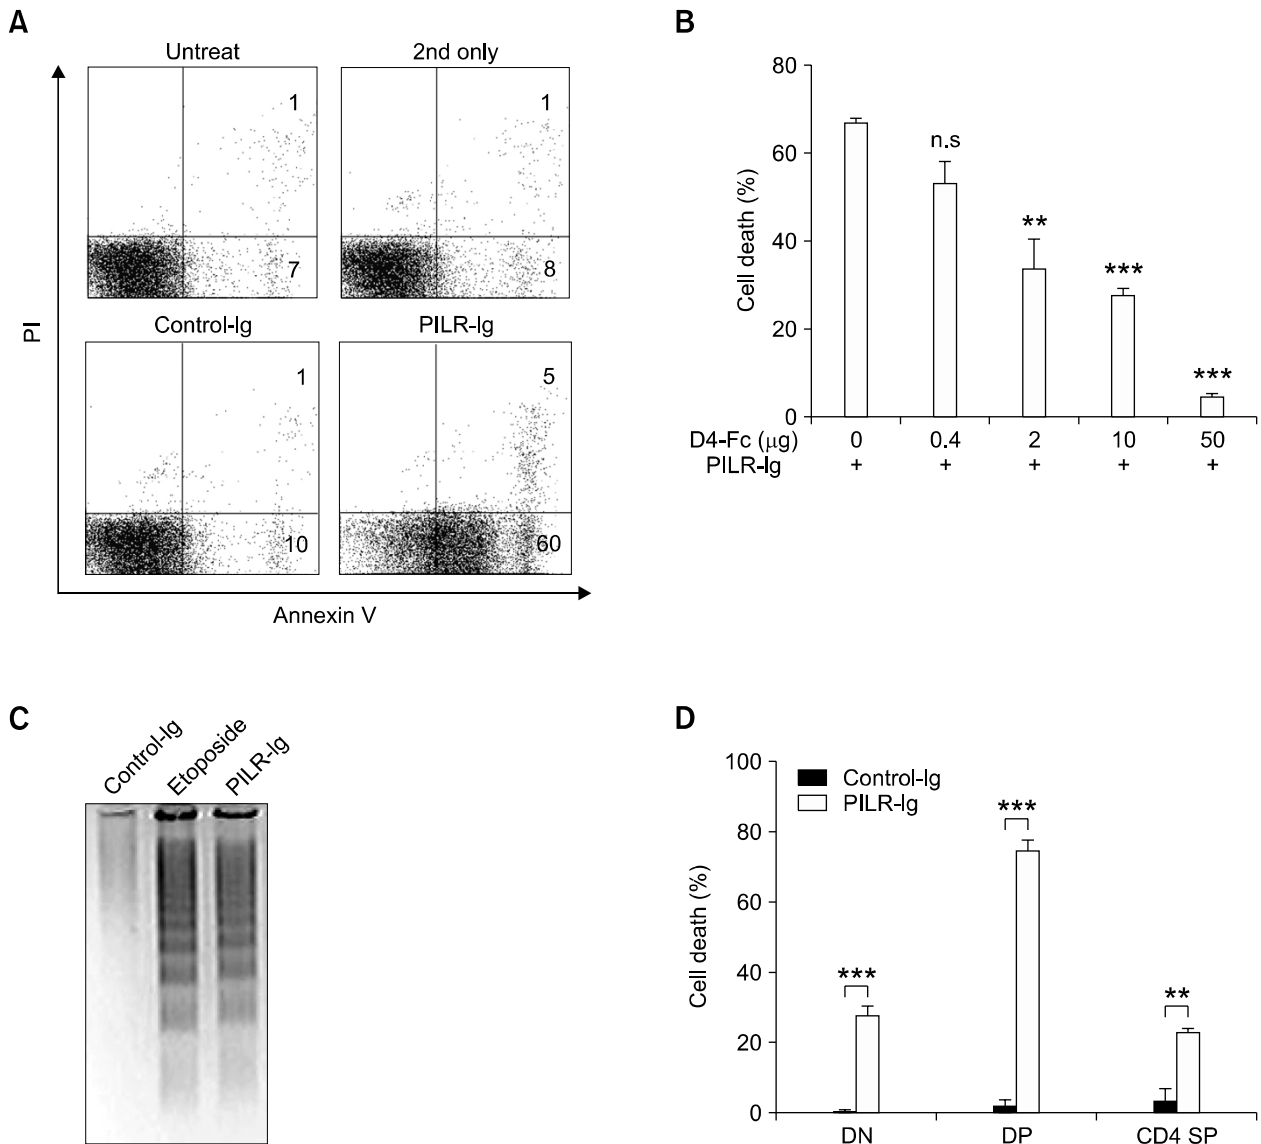 A
Untreat
2nd only
1
1
7
8
Control-Ig
PILR-Ig
1
5
10
60
PI
Annexin V
B
80
60
40
20
0
Cell death (%)
n.s
**
***
***
D4-Fc (μg) 0 0.4 2 10 50
PILR-Ig + + + + +
C
Control-Ig
Etoposide
PILR-Ig
D
100
80
60
40
20
0
Cell death (%)
Control-Ig
PILR-Ig
***
***
**
DN DP CD4 SP